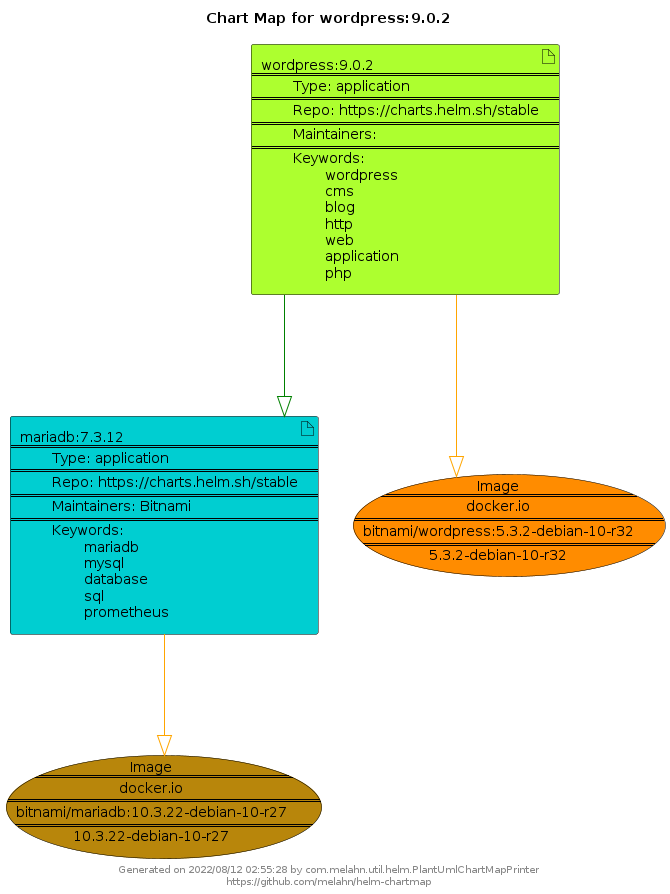 Chart Map for wordpress:9.0.2
wordpress:9.0.2
Type: application
Repo: https://charts.helm.sh/stable
Maintainers:
Keywords:
wordpress
cms
blog
http
web
application
php
mariadb:7.3.12
Type: application
Repo: https://charts.helm.sh/stable
Maintainers: Bitnami
Keywords:
mariadb
mysql
database
sql
prometheus
Image
docker.io
bitnami/wordpress:5.3.2-debian-10-r32
5.3.2-debian-10-r32
Image
docker.io
bitnami/mariadb:10.3.22-debian-10-r27
10.3.22-debian-10-r27
Generated on 2022/08/12 02:55:28 by com.melahn.util.helm.PlantUmlChartMapPrinter
https://github.com/melahn/helm-chartmap